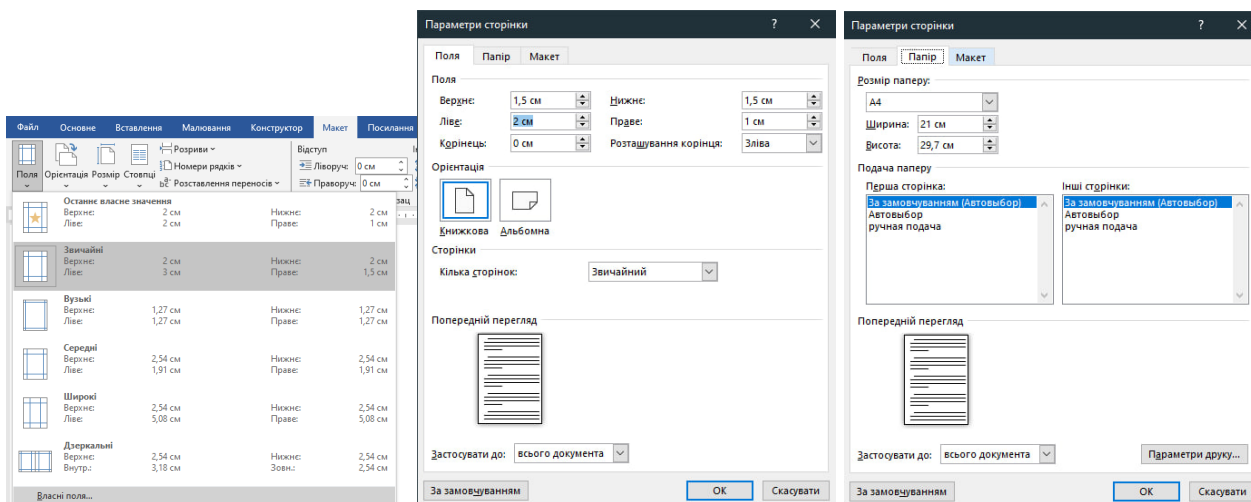 Файл Основне Вставлення Малювання Конструктор Макет Посилання
Поля Орієнтація Розмір Стовпці
Розриви
Номери рядків
Розставлення переносів
Відступ
Ліворуч: 0 см
Праворуч: 0 см
Останнє власне значення
Верхнє: 2 см Нижнє: 2 см
Ліве: 2 см Праве: 1 см
Звичайні
Верхнє: 2 см Нижнє: 2 см
Ліве: 3 см Праве: 1,5 см
Вузькі
Верхнє: 1,27 см Нижнє: 1,27 см
Ліве: 1,27 см Праве: 1,27 см
Середні
Верхнє: 2,54 см Нижнє: 2,54 см
Ліве: 1,91 см Праве: 1,91 см
Широкі
Верхнє: 2,54 см Нижнє: 2,54 см
Ліве: 5,08 см Праве: 5,08 см
Дзеркальні
Верхнє: 2,54 см Нижнє: 2,54 см
Внутр.: 3,18 см Зовн.: 2,54 см
Власні поля...
Параметри сторінки ?
Поля Папір Макет
Поля
Верхнє: 1,5 см Нижнє: 1,5 см
Ліве: 2 см Праве: 1 см
Корінець: 0 см Розташування корінця: Зліва
Орієнтація
Книжкова Альбомна
Сторінки
Кілька сторінок: Звичайний
Попередній перегляд
Застосувати до: всього документа
За замовчуванням OK Скасувати
Параметри сторінки ?
Поля Папір Макет
Розмір паперу:
A4
Ширина: 21 см
Висота: 29,7 см
Подача паперу
Перша сторінка: Інші сторінки:
За замовчуванням (Автовыбор) За замовчуванням (Автовыбор)
Автовыбор Автовыбор
ручная подача ручная подача
Попередній перегляд
Застосувати до: всього документа Параметри друку...
За замовчуванням OK Скасувати